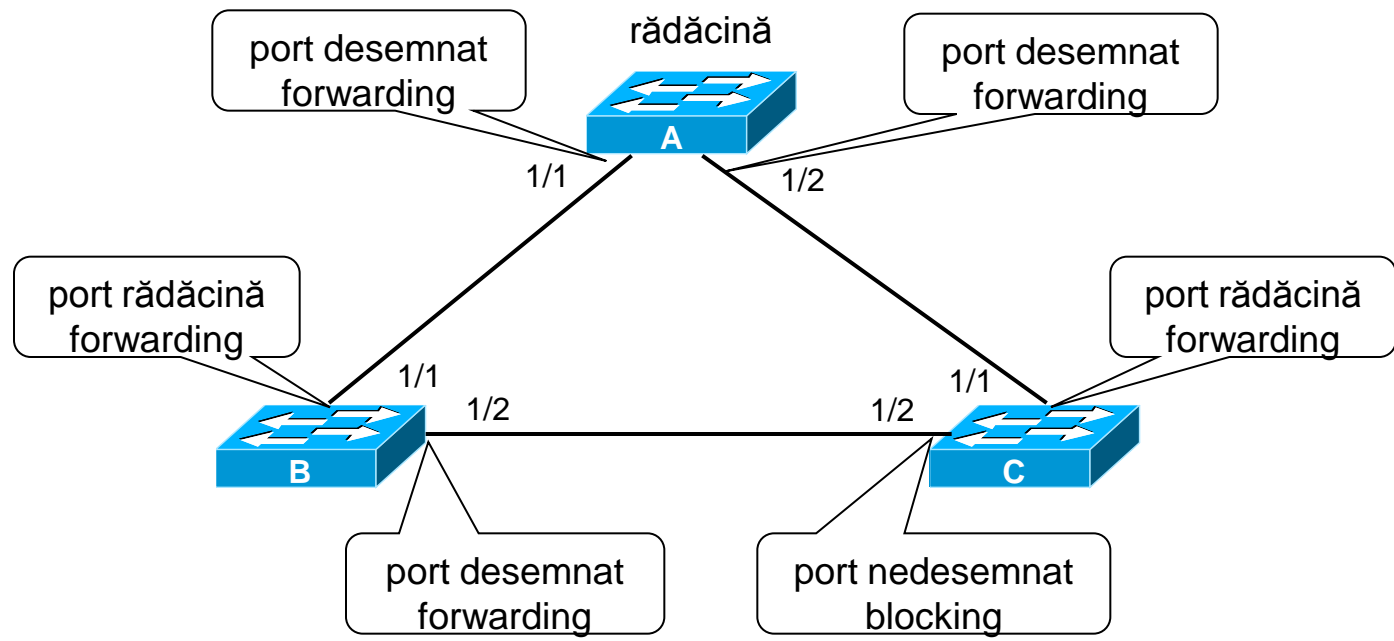 rădăcină
port desemnat
forwarding
port desemnat
forwarding
A
1/1
1/2
port rădăcină
forwarding
port rădăcină
forwarding
1/1
1/1
1/2
1/2
B
C
port desemnat
forwarding
port nedesemnat
blocking